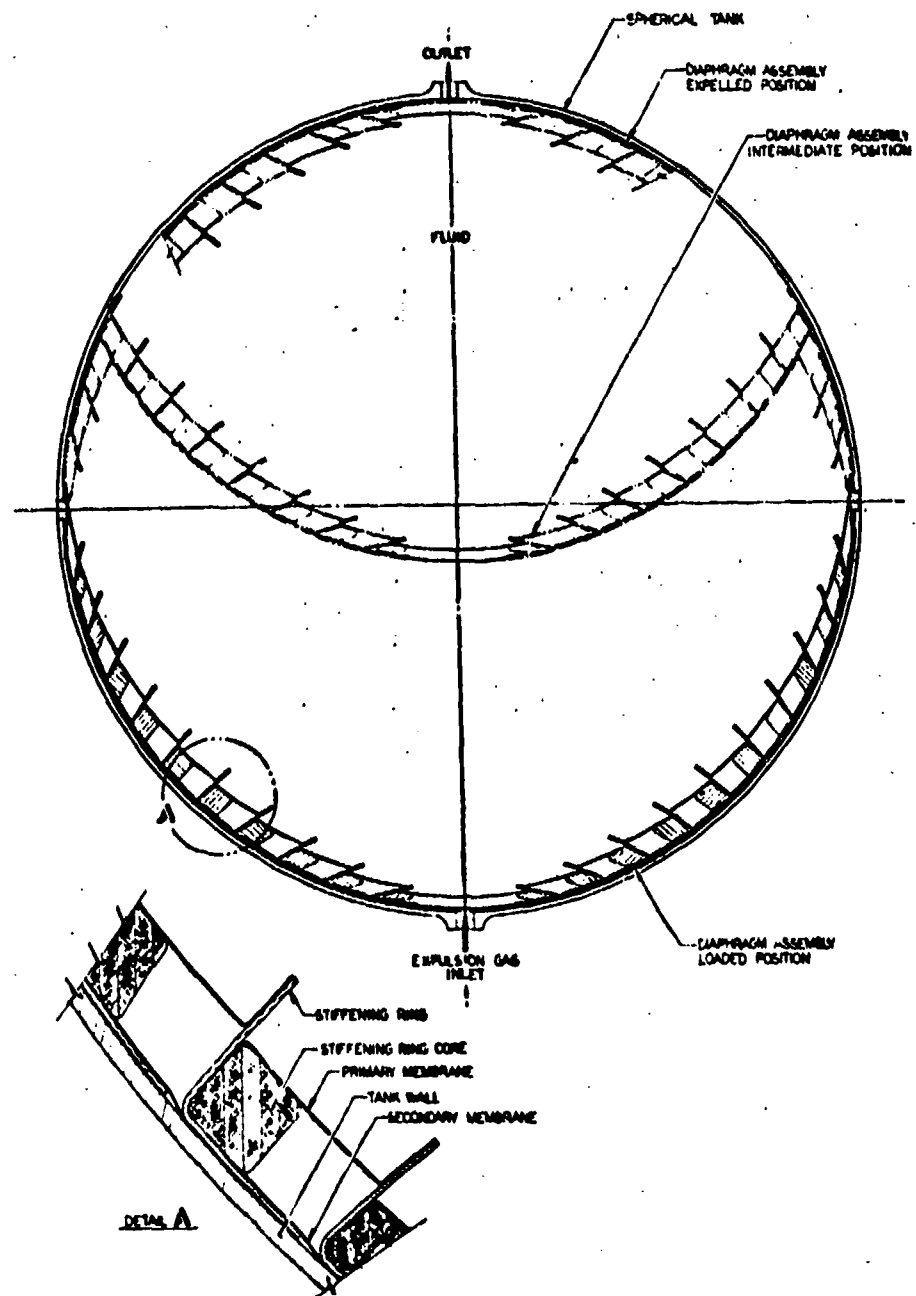 SPHERICAL TANK
OUTLET
DIAPHRAGM ASSEMBLY
EXPELLED POSITION
DIAPHRAGM ASSEMBLY
INTERMEDIATE POSITION
FLUID
A
EXPULSION GAS
INLET
DIAPHRAGM ASSEMBLY
LOADED POSITION
STIFFENING RING
STIFFENING RING CORE
PRIMARY MEMBRANE
TANK WALL
SECONDARY MEMBRANE
DETAIL A